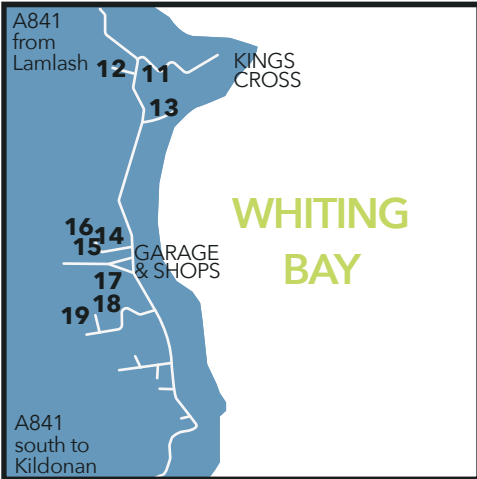 A841
from
Lamlash
12
11
KINGS
CROSS
13
WHITING
BAY
16
14
15
GARAGE
& SHOPS
17
18
19
A841
south to
Kildonan